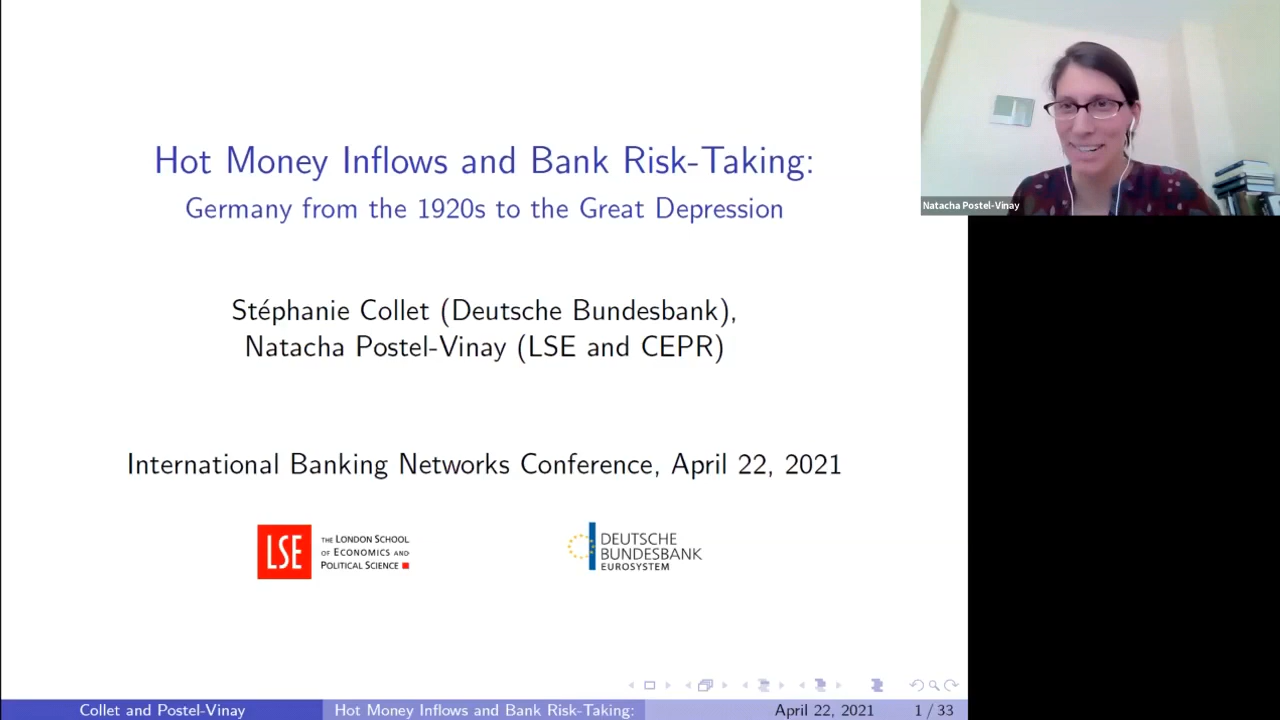 Hot Money Inflows and Bank Risk-Taking:
Germany from the 1920s to the Great Depression
Stéphanie Collet (Deutsche Bundesbank),
Natacha Postel-Vinay (LSE and CEPR)
International Banking Networks Conference, April 22, 2021
LSE
THE LONDON SCHOOL
OF ECONOMICS AND
POLITICAL SCIENCE
DEUTSCHE
BUNDESBANK
EUROSYSTEM
Natacha Postel-Vinay
Collet and Postel-Vinay
Hot Money Inflows and Bank Risk-Taking:
April 22, 2021
1 / 33